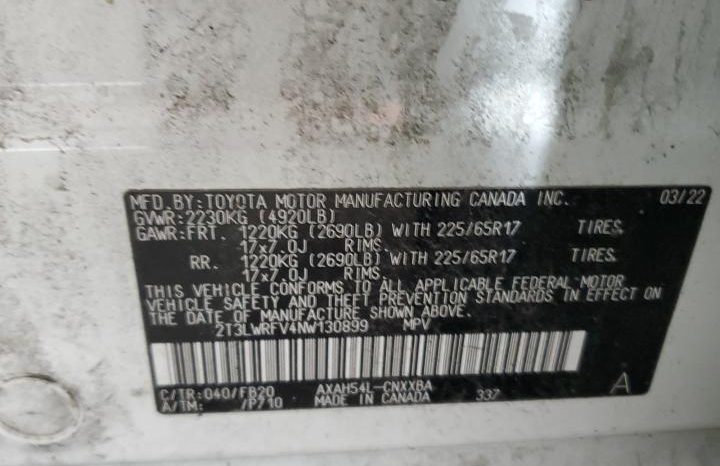 MFD.BY:TOYOTA MOTOR MANUFACTURING CANADA INC. 03/22
GVWR:2230KG (4920LB)
GAWR:FRT. 1220KG (2690LB) WITH 225/65R17 TIRES,
17x7.0J RIMS,
RR. 1220KG (2690LB) WITH 225/65R17 TIRES,
17x7.0J RIMS,
THIS VEHICLE CONFORMS TO ALL APPLICABLE FEDERAL MOTOR
VEHICLE SAFETY AND THEFT PREVENTION STANDARDS IN EFFECT ON
THE DATE OF MANUFACTURE SHOWN ABOVE.
2T3LWRFV4NW130899 MPV
C/TR:040/FB20 AXAH54L-CNXXBA
A/TM: /P710 MADE IN CANADA 337 A